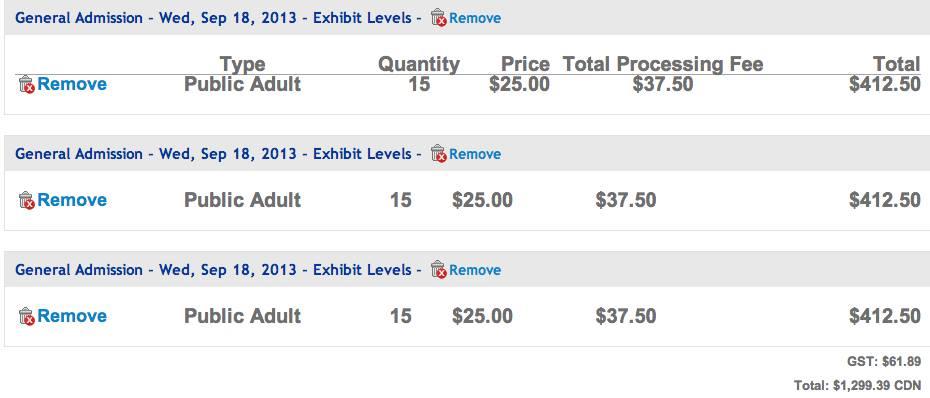 General Admission - Wed, Sep 18, 2013 - Exhibit Levels - Remove
Type Quantity Price Total Processing Fee Total
Remove Public Adult 15 $25.00 $37.50 $412.50
General Admission - Wed, Sep 18, 2013 - Exhibit Levels - Remove
Remove Public Adult 15 $25.00 $37.50 $412.50
General Admission - Wed, Sep 18, 2013 - Exhibit Levels - Remove
Remove Public Adult 15 $25.00 $37.50 $412.50
GST: $61.89
Total: $1,299.39 CDN